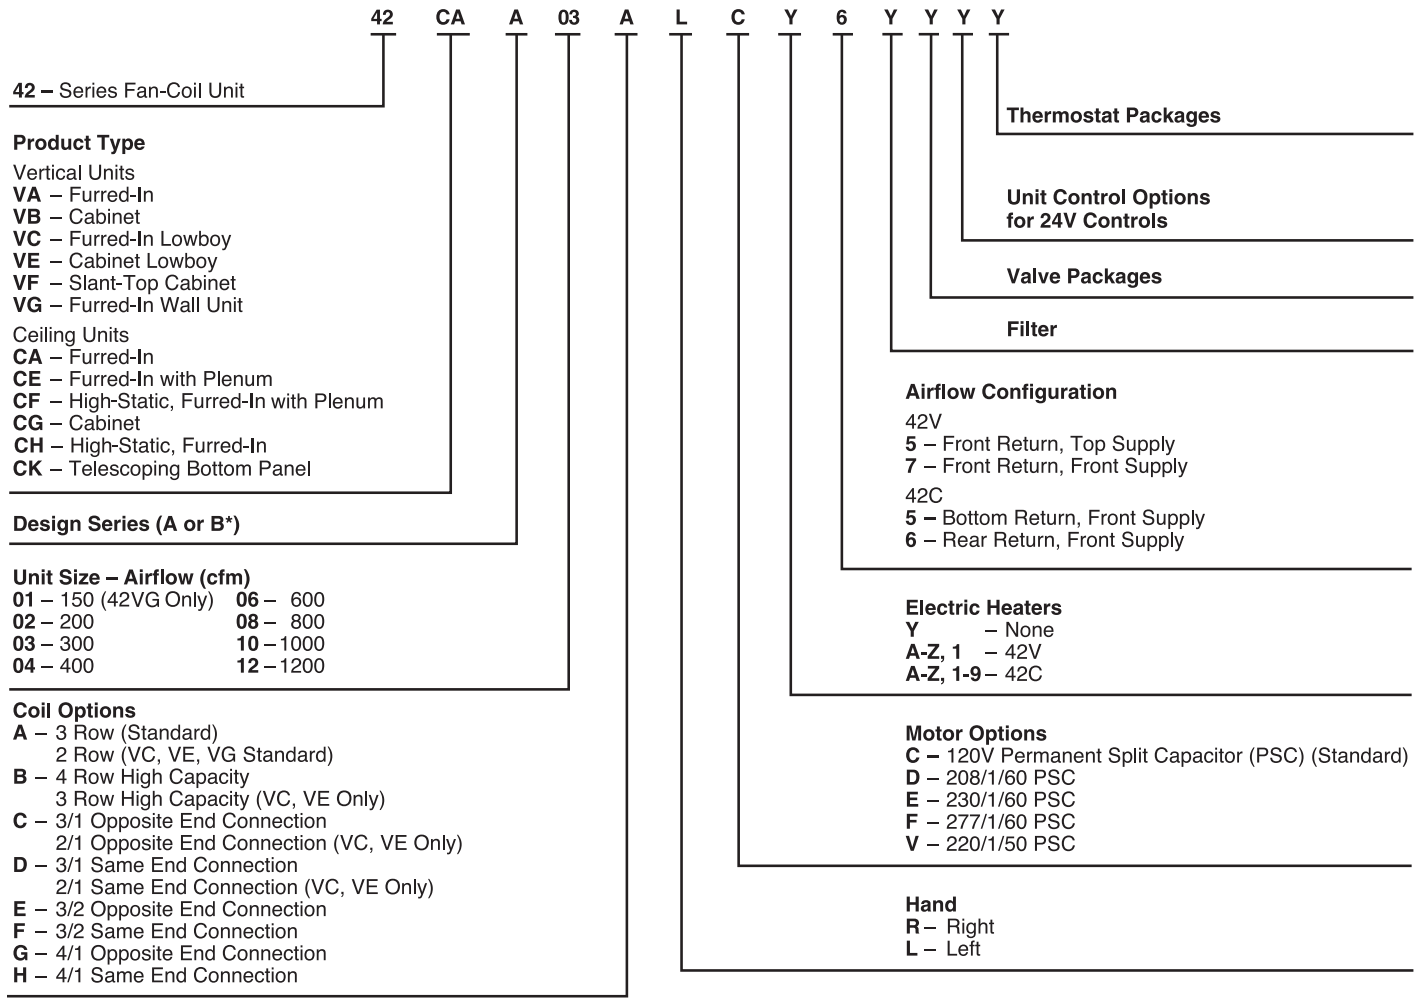 42 CA A 03 A L C Y 6 Y Y Y Y
42 – Series Fan-Coil Unit
Product Type
Vertical Units
VA – Furred-In
VB – Cabinet
VC – Furred-In Lowboy
VE – Cabinet Lowboy
VF – Slant-Top Cabinet
VG – Furred-In Wall Unit
Ceiling Units
CA – Furred-In
CE – Furred-In with Plenum
CF – High-Static, Furred-In with Plenum
CG – Cabinet
CH – High-Static, Furred-In
CK – Telescoping Bottom Panel
Design Series (A or B*)
Unit Size – Airflow (cfm)
01 – 150 (42VG Only) 06 – 600
02 – 200 08 – 800
03 – 300 10 – 1000
04 – 400 12 – 1200
Coil Options
A – 3 Row (Standard)
2 Row (VC, VE, VG Standard)
B – 4 Row High Capacity
3 Row High Capacity (VC, VE Only)
C – 3/1 Opposite End Connection
2/1 Opposite End Connection (VC, VE Only)
D – 3/1 Same End Connection
2/1 Same End Connection (VC, VE Only)
E – 3/2 Opposite End Connection
F – 3/2 Same End Connection
G – 4/1 Opposite End Connection
H – 4/1 Same End Connection
Thermostat Packages
Unit Control Options
for 24V Controls
Valve Packages
Filter
Airflow Configuration
42V
5 – Front Return, Top Supply
7 – Front Return, Front Supply
42C
5 – Bottom Return, Front Supply
6 – Rear Return, Front Supply
Electric Heaters
Y – None
A-Z, 1 – 42V
A-Z, 1-9 – 42C
Motor Options
C – 120V Permanent Split Capacitor (PSC) (Standard)
D – 208/1/60 PSC
E – 230/1/60 PSC
F – 277/1/60 PSC
V – 220/1/50 PSC
Hand
R – Right
L – Left